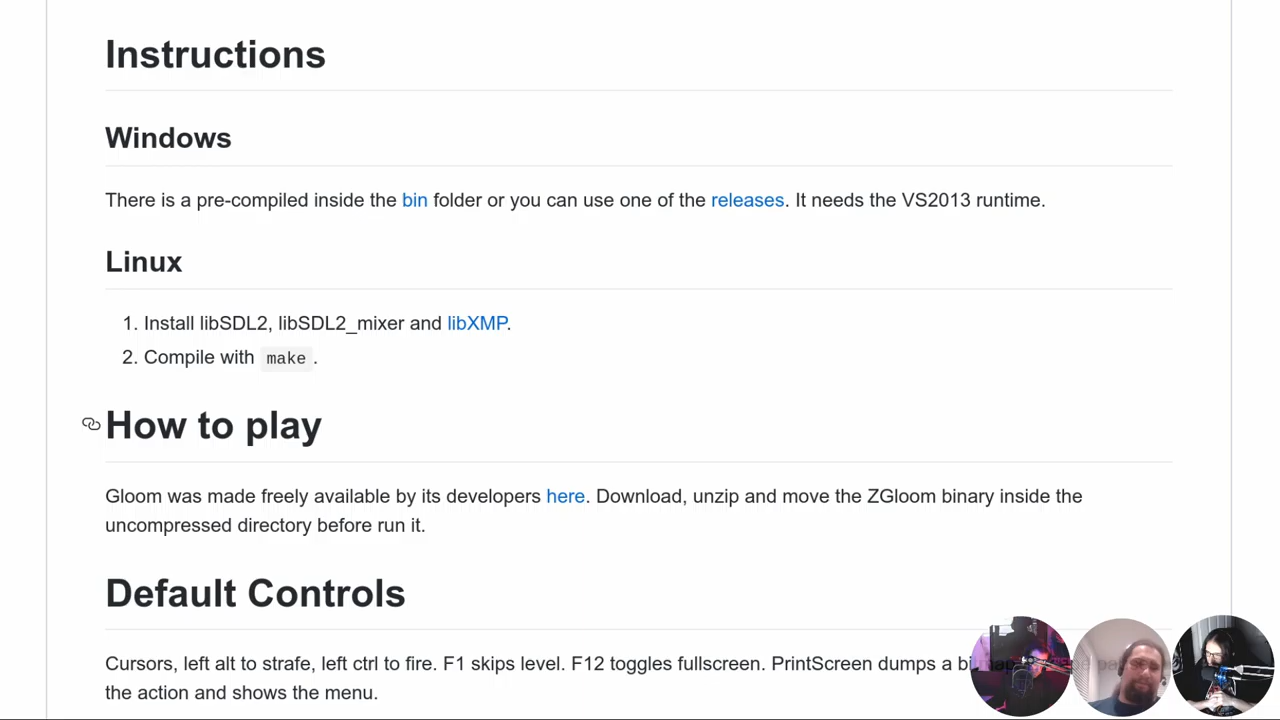 Instructions
Windows
There is a pre-compiled inside the bin folder or you can use one of the releases. It needs the VS2013 runtime.
Linux
1. Install libSDL2, libSDL2_mixer and libXMP.
2. Compile with make.
How to play
Gloom was made freely available by its developers here. Download, unzip and move the ZGloom binary inside the
uncompressed directory before run it.
Default Controls
Cursors, left alt to strafe, left ctrl to fire. F1 skips level. F12 toggles fullscreen. PrintScreen dumps a
the action and shows the menu.